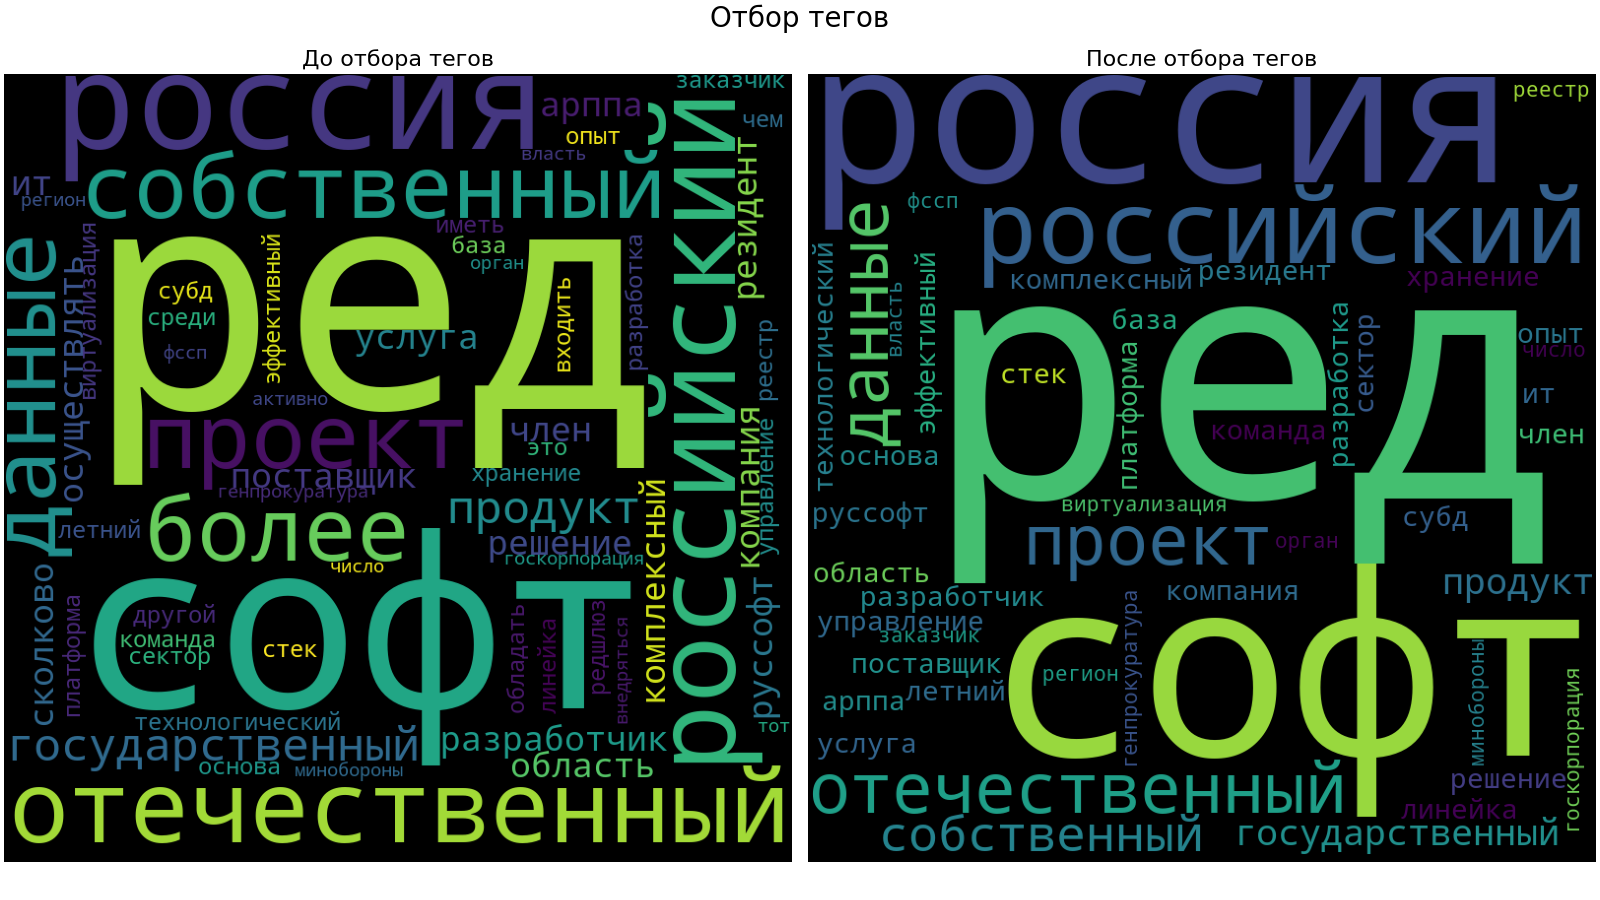 Отбор тегов
До отбора тегов
россия
заказчик
арппа
чем
опыт
власть
ит
регион
собственный
российский
резидент
иметь
база
орган
данные
осуществлять
виртуализация
ред
субд
среди
фссп
эффективный
услуга
входить
разработка
реестр
активно
проект
член
это
поставщик
хранение
генпрокуратура
компания
управление
летний
более
продукт
решение
госкорпорация
число
комплексный
софт
сколково
платформа
другой
команда
сектор
стек
обладать
линейка
редшлюз
внедряться
руссофт
тот
технологический
государственный
разработчик
основа
минобороны
область
отечественный
После отбора тегов
россия
реестр
фссп
российский
данные
технологический
власть
эффективный
комплексный
резидент
хранение
ред
база
стек
платформа
разработка
сектор
опыт
число
ит
команда
член
основа
виртуализация
руссофт
субд
проект
орган
область
продукт
разработчик
компания
управление
заказчик
генпрокуратура
софт
поставщик
регион
летний
арппа
минобороны
госкорпорация
услуга
отечественный
решение
линейка
собственный
государственный